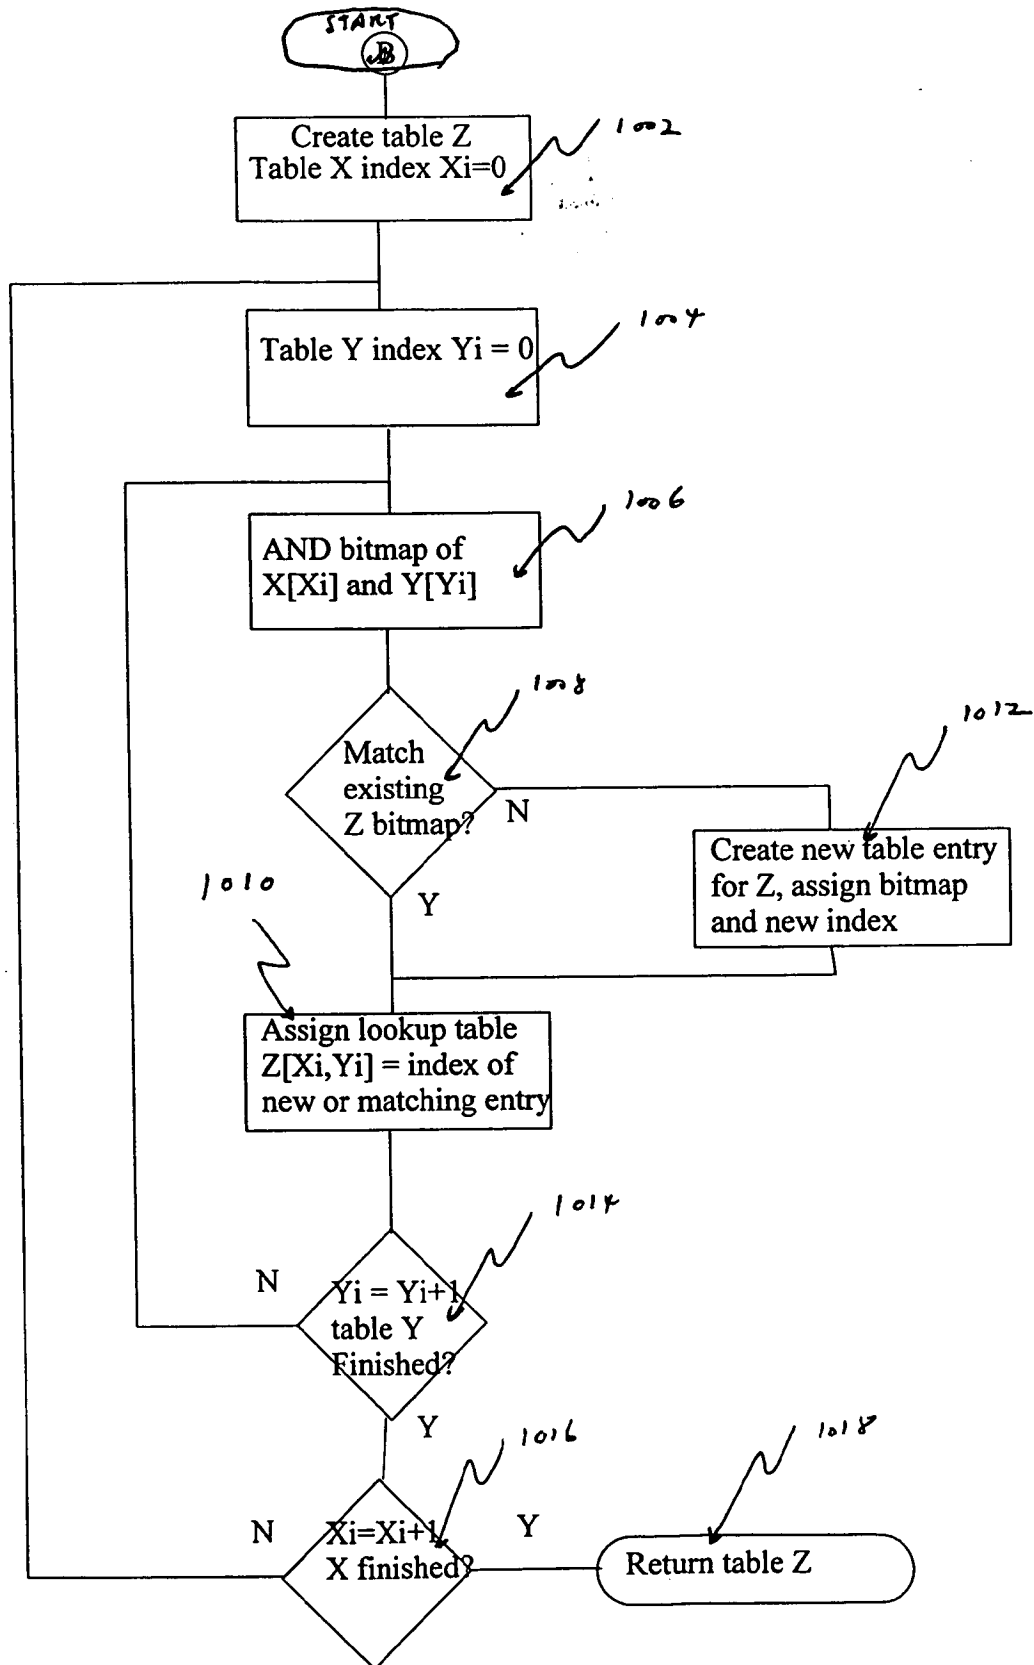 START
B
Create table Z
Table X index Xi=0
1002
Table Y index Yi = 0
1004
AND bitmap of
X[Xi] and Y[Yi]
1006
Match
existing
Z bitmap?
1008
N
Y
Create new table entry
for Z, assign bitmap
and new index
1012
1010
Assign lookup table
Z[Xi,Yi] = index of
new or matching entry
Yi = Yi+1
table Y
Finished?
1014
N
Y
Xi=Xi+1
X finished?
1016
N
Y
Return table Z
1018